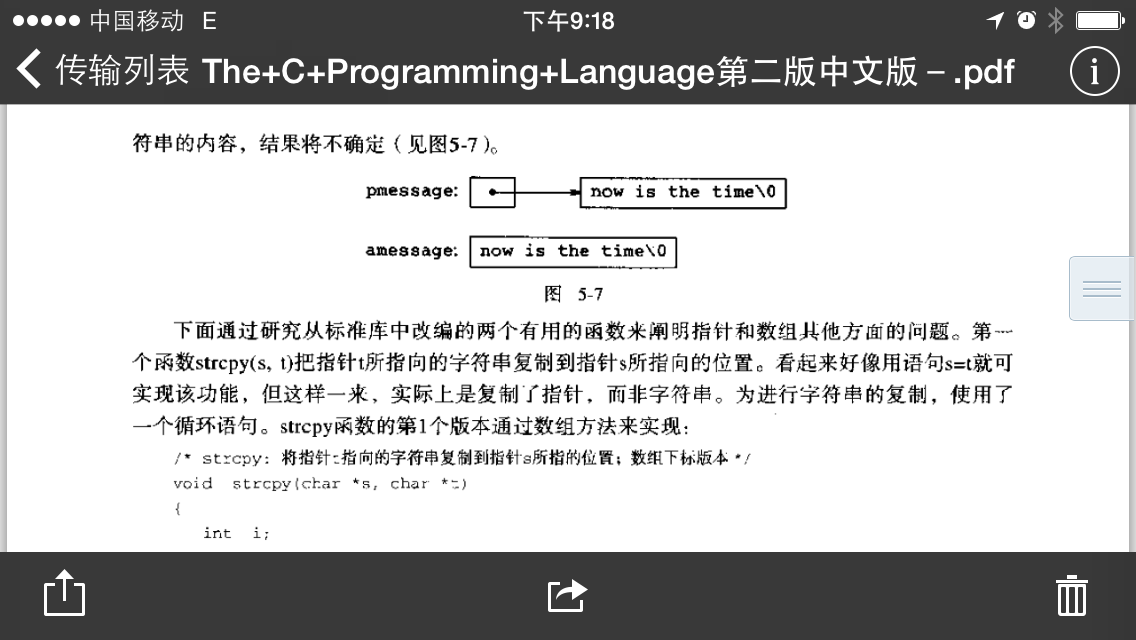 中国移动 E 下午9:18
传输列表 The+C+Programming+Language第二版中文版 – .pdf
符串的内容，结果将不确定（见图5-7）。
pmessage: now is the time\0
amessage: now is the time\0
图 5-7
下面通过研究从标准库中改编的两个有用的函数来阐明指针和数组其他方面的问题。第一
个函数strcpy(s, t)把指针t所指向的字符串复制到指针s所指向的位置。看起来好像用语句s=t就可
实现该功能，但这样一来，实际上是复制了指针，而非字符串。为进行字符串的复制，使用了
一个循环语句。strcpy函数的第1个版本通过数组方法来实现：
/* strcpy: 将指针t指向的字符串复制到指针s所指的位置；数组下标版本 */
void strcpy(char *s, char *t)
{
int i;